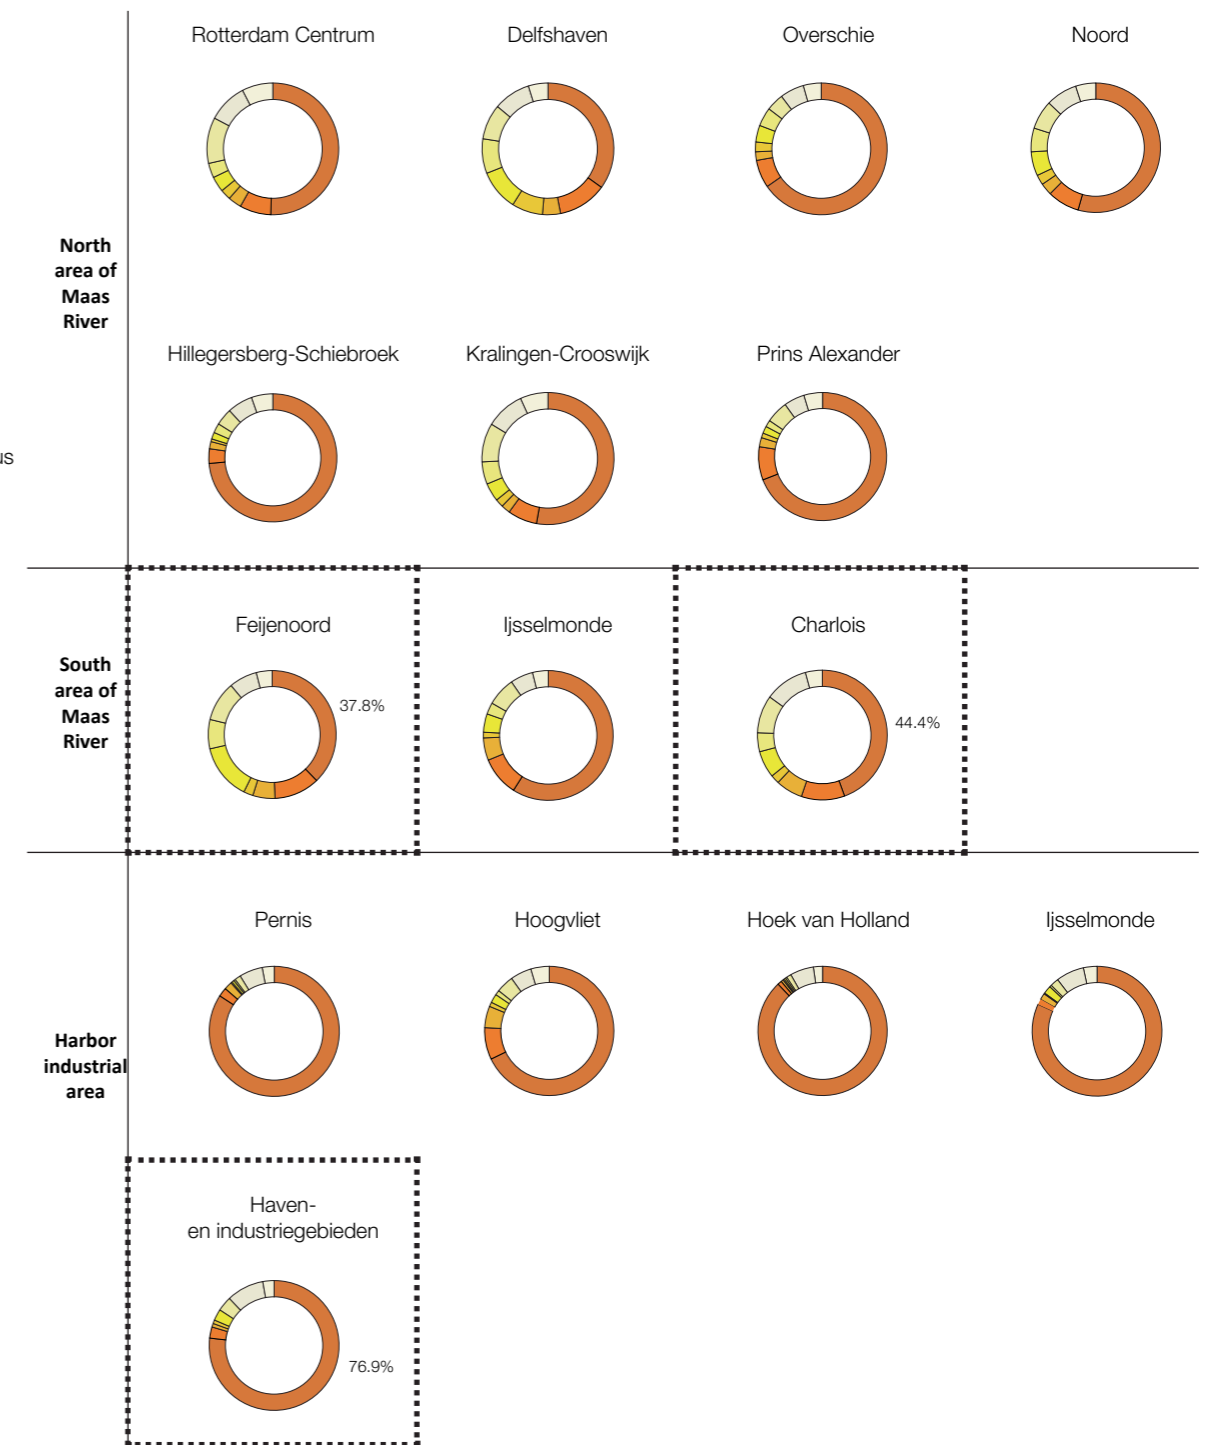 Rotterdam Centrum
Delfshaven
Overschie
Noord
North
area of
Maas
River
Hillegersberg-Schiebroek
Kralingen-Crooswijk
Prins Alexander
us
Feijenoord
Ijsselmonde
Charlois
South
area of
Maas
River
37.8%
44.4%
Pernis
Hoogvliet
Hoek van Holland
Ijsselmonde
Harbor
industrial
area
Haven-
en industriegebieden
76.9%